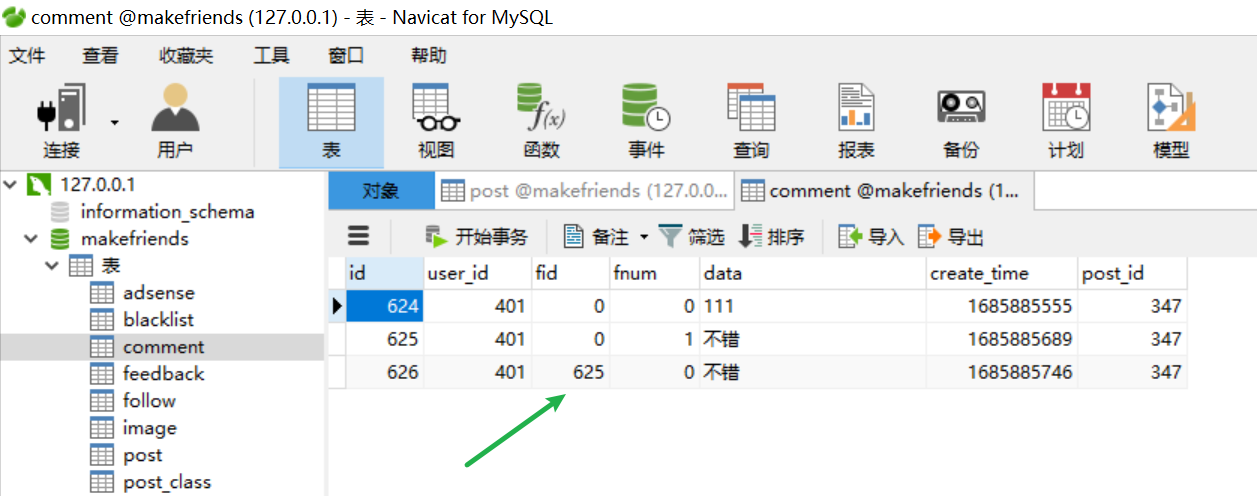 comment @makefriends (127.0.0.1) - 表 - Navicat for MySQL
文件 查看 收藏夹 工具 窗口 帮助
连接 用户 表 视图 函数 事件 查询 报表 备份 计划 模型
127.0.0.1
information_schema
makefriends
表
adsense
blacklist
comment
feedback
follow
image
post
post_class
对象 post @makefriends (127.0.0... comment @makefriends (1...
开始事务 备注 筛选 排序 导入 导出
id user_id fid fnum data create_time post_id
624 401 0 0 111 1685885555 347
625 401 0 1 不错 1685885689 347
626 401 625 0 不错 1685885746 347